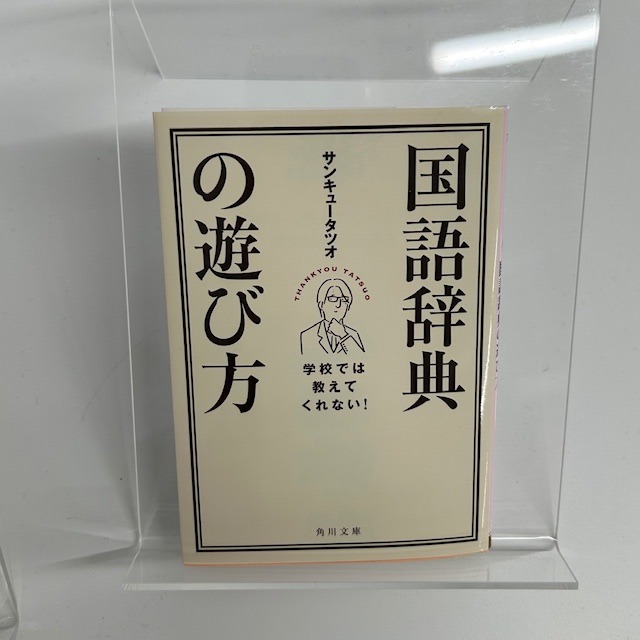 国語辞典
の遊び方
サンキュータツオ
THANKYOU TATSUO
学校では
教えて
くれない!
角川文庫